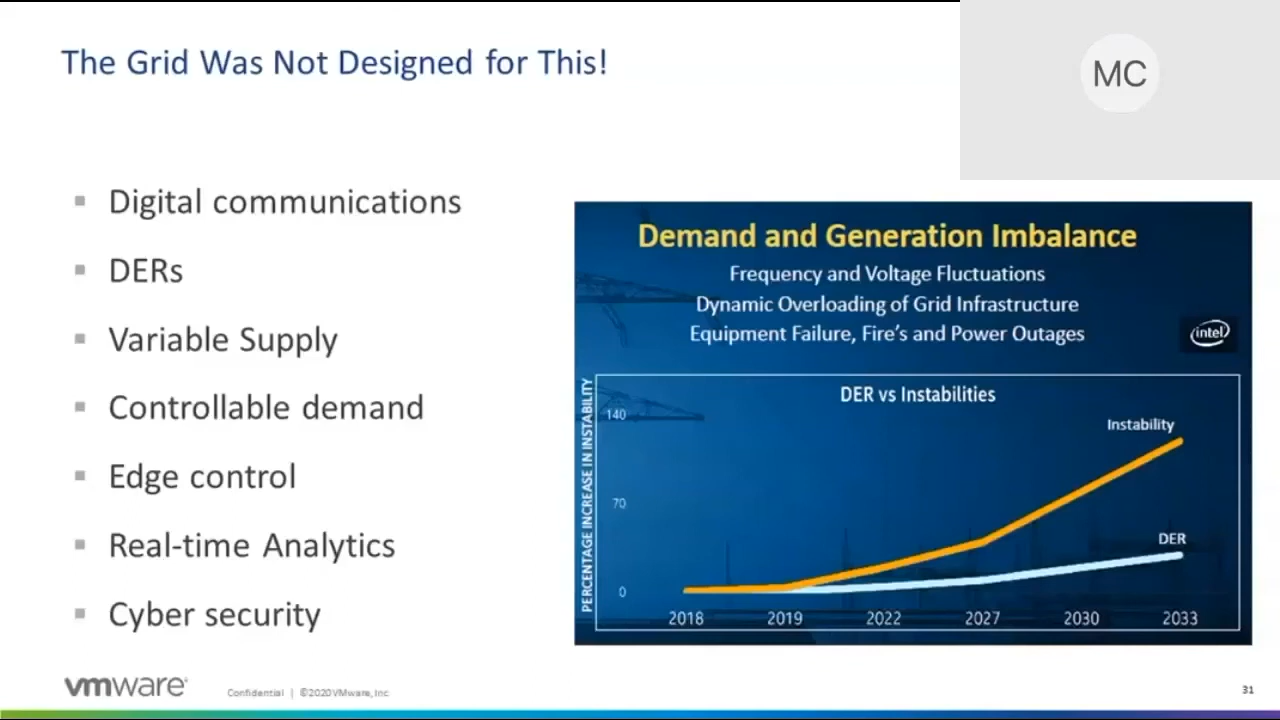 The Grid Was Not Designed for This!
MC
Digital communications
DERs
Variable Supply
Controllable demand
Edge control
Real-time Analytics
Cyber security
Demand and Generation Imbalance
Frequency and Voltage Fluctuations
Dynamic Overloading of Grid Infrastructure
Equipment Failure, Fire's and Power Outages
intel
DER vs Instabilities
PERCENTAGE INCREASE IN INSTABILITY
140
70
0
Instability
DER
2018 2019 2022 2027 2030 2033
vmware
Confidential | ©2020 VMware, Inc
31